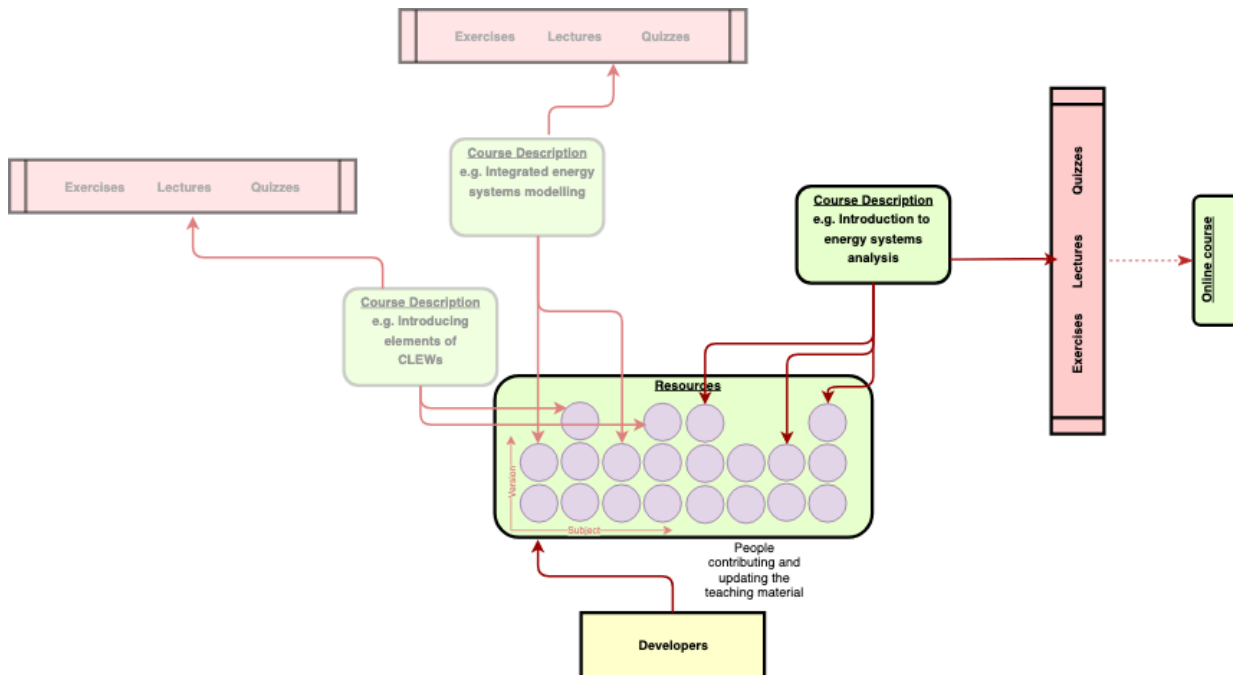 Exercises Lectures Quizzes
Exercises Lectures Quizzes
Course Description
e.g. Integrated energy
systems modelling
Course Description
e.g. Introduction to
energy systems
analysis
Exercises Lectures Quizzes
Online course
Course Description
e.g. Introducing
elements of
CLEWs
Resources
Version
Subject
People
contributing and
updating the
teaching material
Developers